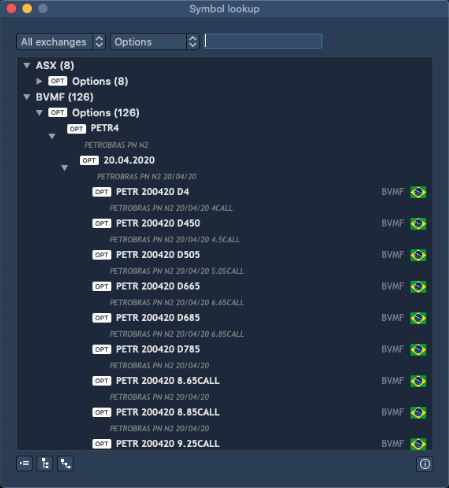 Symbol lookup
All exchanges Options
ASX (8)
OPT Options (8)
BVMF (126)
OPT Options (126)
OPT PETR4
PETROBRAS PN N2
OPT 20.04.2020
PETROBRAS PN N2 20/04/20
OPT PETR 200420 D4 BVMF
PETROBRAS PN N2 20/04/20 4CALL
OPT PETR 200420 D450 BVMF
PETROBRAS PN N2 20/04/20 4.5CALL
OPT PETR 200420 D505 BVMF
PETROBRAS PN N2 20/04/20 5.05CALL
OPT PETR 200420 D665 BVMF
PETROBRAS PN N2 20/04/20 6.65CALL
OPT PETR 200420 D685 BVMF
PETROBRAS PN N2 20/04/20 6.85CALL
OPT PETR 200420 D785 BVMF
PETROBRAS PN N2 20/04/20
OPT PETR 200420 8.65CALL BVMF
PETROBRAS PN N2 20/04/20
OPT PETR 200420 8.85CALL BVMF
PETROBRAS PN N2 20/04/20
OPT PETR 200420 9.25CALL BVMF